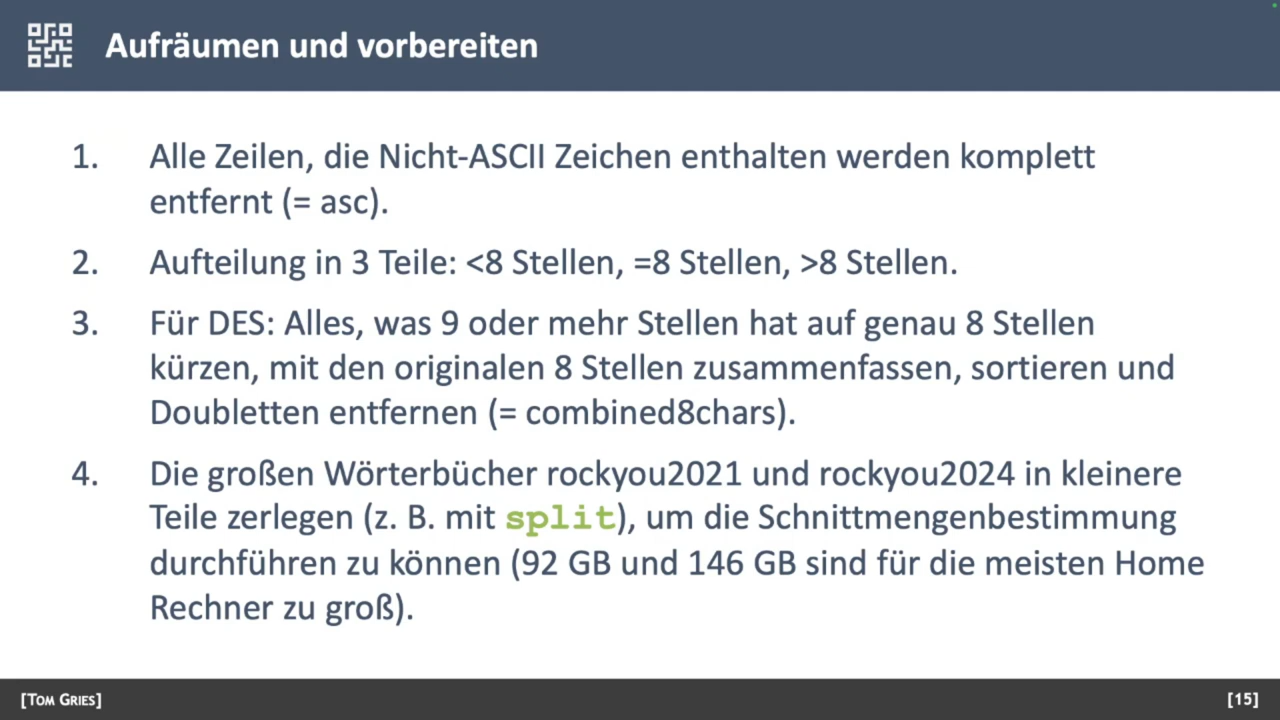 Aufräumen und vorbereiten
1. Alle Zeilen, die Nicht-ASCII Zeichen enthalten werden komplett
entfernt (= asc).
2. Aufteilung in 3 Teile: <8 Stellen, =8 Stellen, >8 Stellen.
3. Für DES: Alles, was 9 oder mehr Stellen hat auf genau 8 Stellen
kürzen, mit den originalen 8 Stellen zusammenfassen, sortieren und
Doubletten entfernen (= combined8chars).
4. Die großen Wörterbücher rockyou2021 und rockyou2024 in kleinere
Teile zerlegen (z. B. mit split), um die Schnittmengenbestimmung
durchführen zu können (92 GB und 146 GB sind für die meisten Home
Rechner zu groß).
[Tom Gries]
[15]